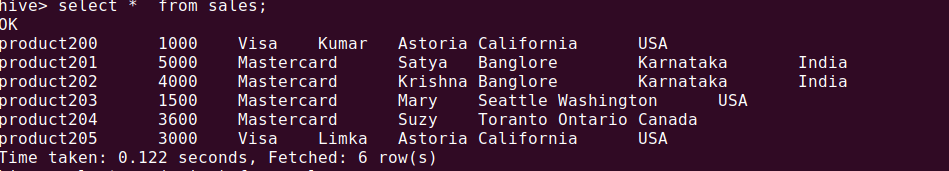 hive> select *  from sales;
OK
product200	1000	Visa	Kumar	Astoria	California	USA
product201	5000	Mastercard	Satya	Banglore	Karnataka	India
product202	4000	Mastercard	Krishna	Banglore	Karnataka	India
product203	1500	Mastercard	Mary	Seattle	Washington	USA
product204	3600	Mastercard	Suzy	Toranto	Ontario	Canada
product205	3000	Visa	Limka	Astoria	California	USA
Time taken: 0.122 seconds, Fetched: 6 row(s)